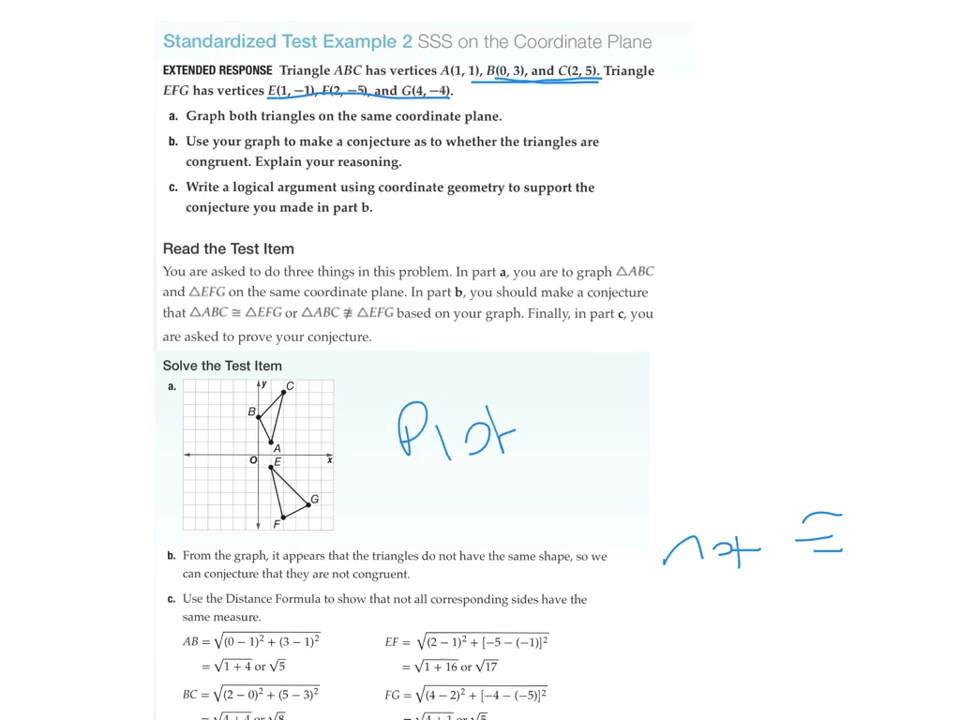 Standardized Test Example 2 SSS on the Coordinate Plane
EXTENDED RESPONSE Triangle ABC has vertices A(1, 1), B(0, 3), and C(2, 5). Triangle
EFG has vertices E(1, −1), F(2, −5), and G(4, −4).
a. Graph both triangles on the same coordinate plane.
b. Use your graph to make a conjecture as to whether the triangles are
congruent. Explain your reasoning.
c. Write a logical argument using coordinate geometry to support the
conjecture you made in part b.
Read the Test Item
You are asked to do three things in this problem. In part a, you are to graph △ABC
and △EFG on the same coordinate plane. In part b, you should make a conjecture
that △ABC ≅ △EFG or △ABC ≇ △EFG based on your graph. Finally, in part c, you
are asked to prove your conjecture.
Solve the Test Item
a.
y
C
B
A
O
E
x
G
F
Plot
b. From the graph, it appears that the triangles do not have the same shape, so we
can conjecture that they are not congruent.
not ≅
c. Use the Distance Formula to show that not all corresponding sides have the
same measure.
AB = √(0 − 1)² + (3 − 1)² EF = √(2 − 1)² + [−5 − (−1)]²
= √1 + 4 or √5 = √1 + 16 or √17
BC = √(2 − 0)² + (5 − 3)² FG = √(4 − 2)² + [−4 − (−5)]²
= √4 + 4 or √8 = √4 + 1 or √5